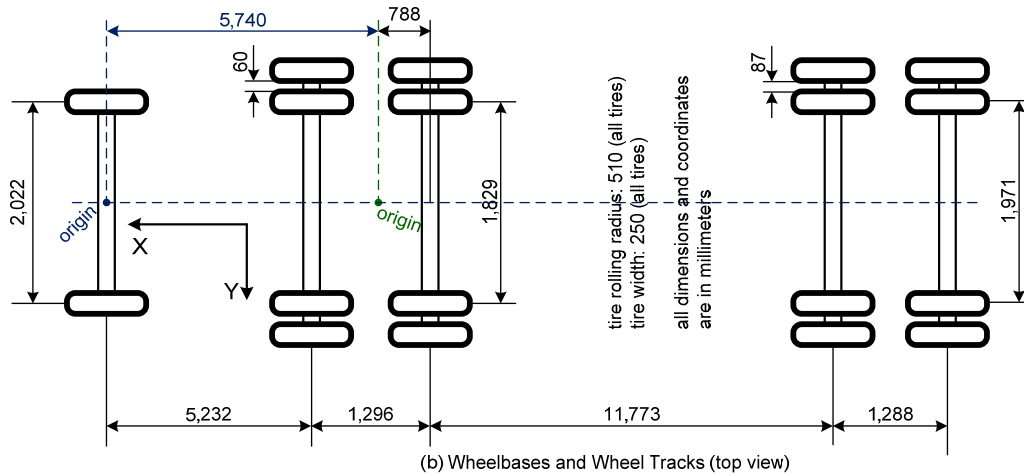 5,740
788
60
87
2,022
1,829
1,971
origin
origin
X
Y
tire rolling radius: 510 (all tires)
tire width: 250 (all tires)
all dimensions and coordinates
are in millimeters
5,232
1,296
11,773
1,288
(b) Wheelbases and Wheel Tracks (top view)